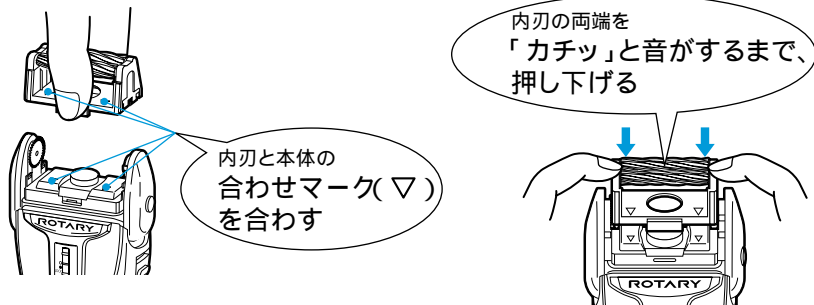 内刃と本体の
合わせマーク(▽)
を合わす
ROTARY
内刃の両端を
「カチッ」と音がするまで、
押し下げる
ROTARY